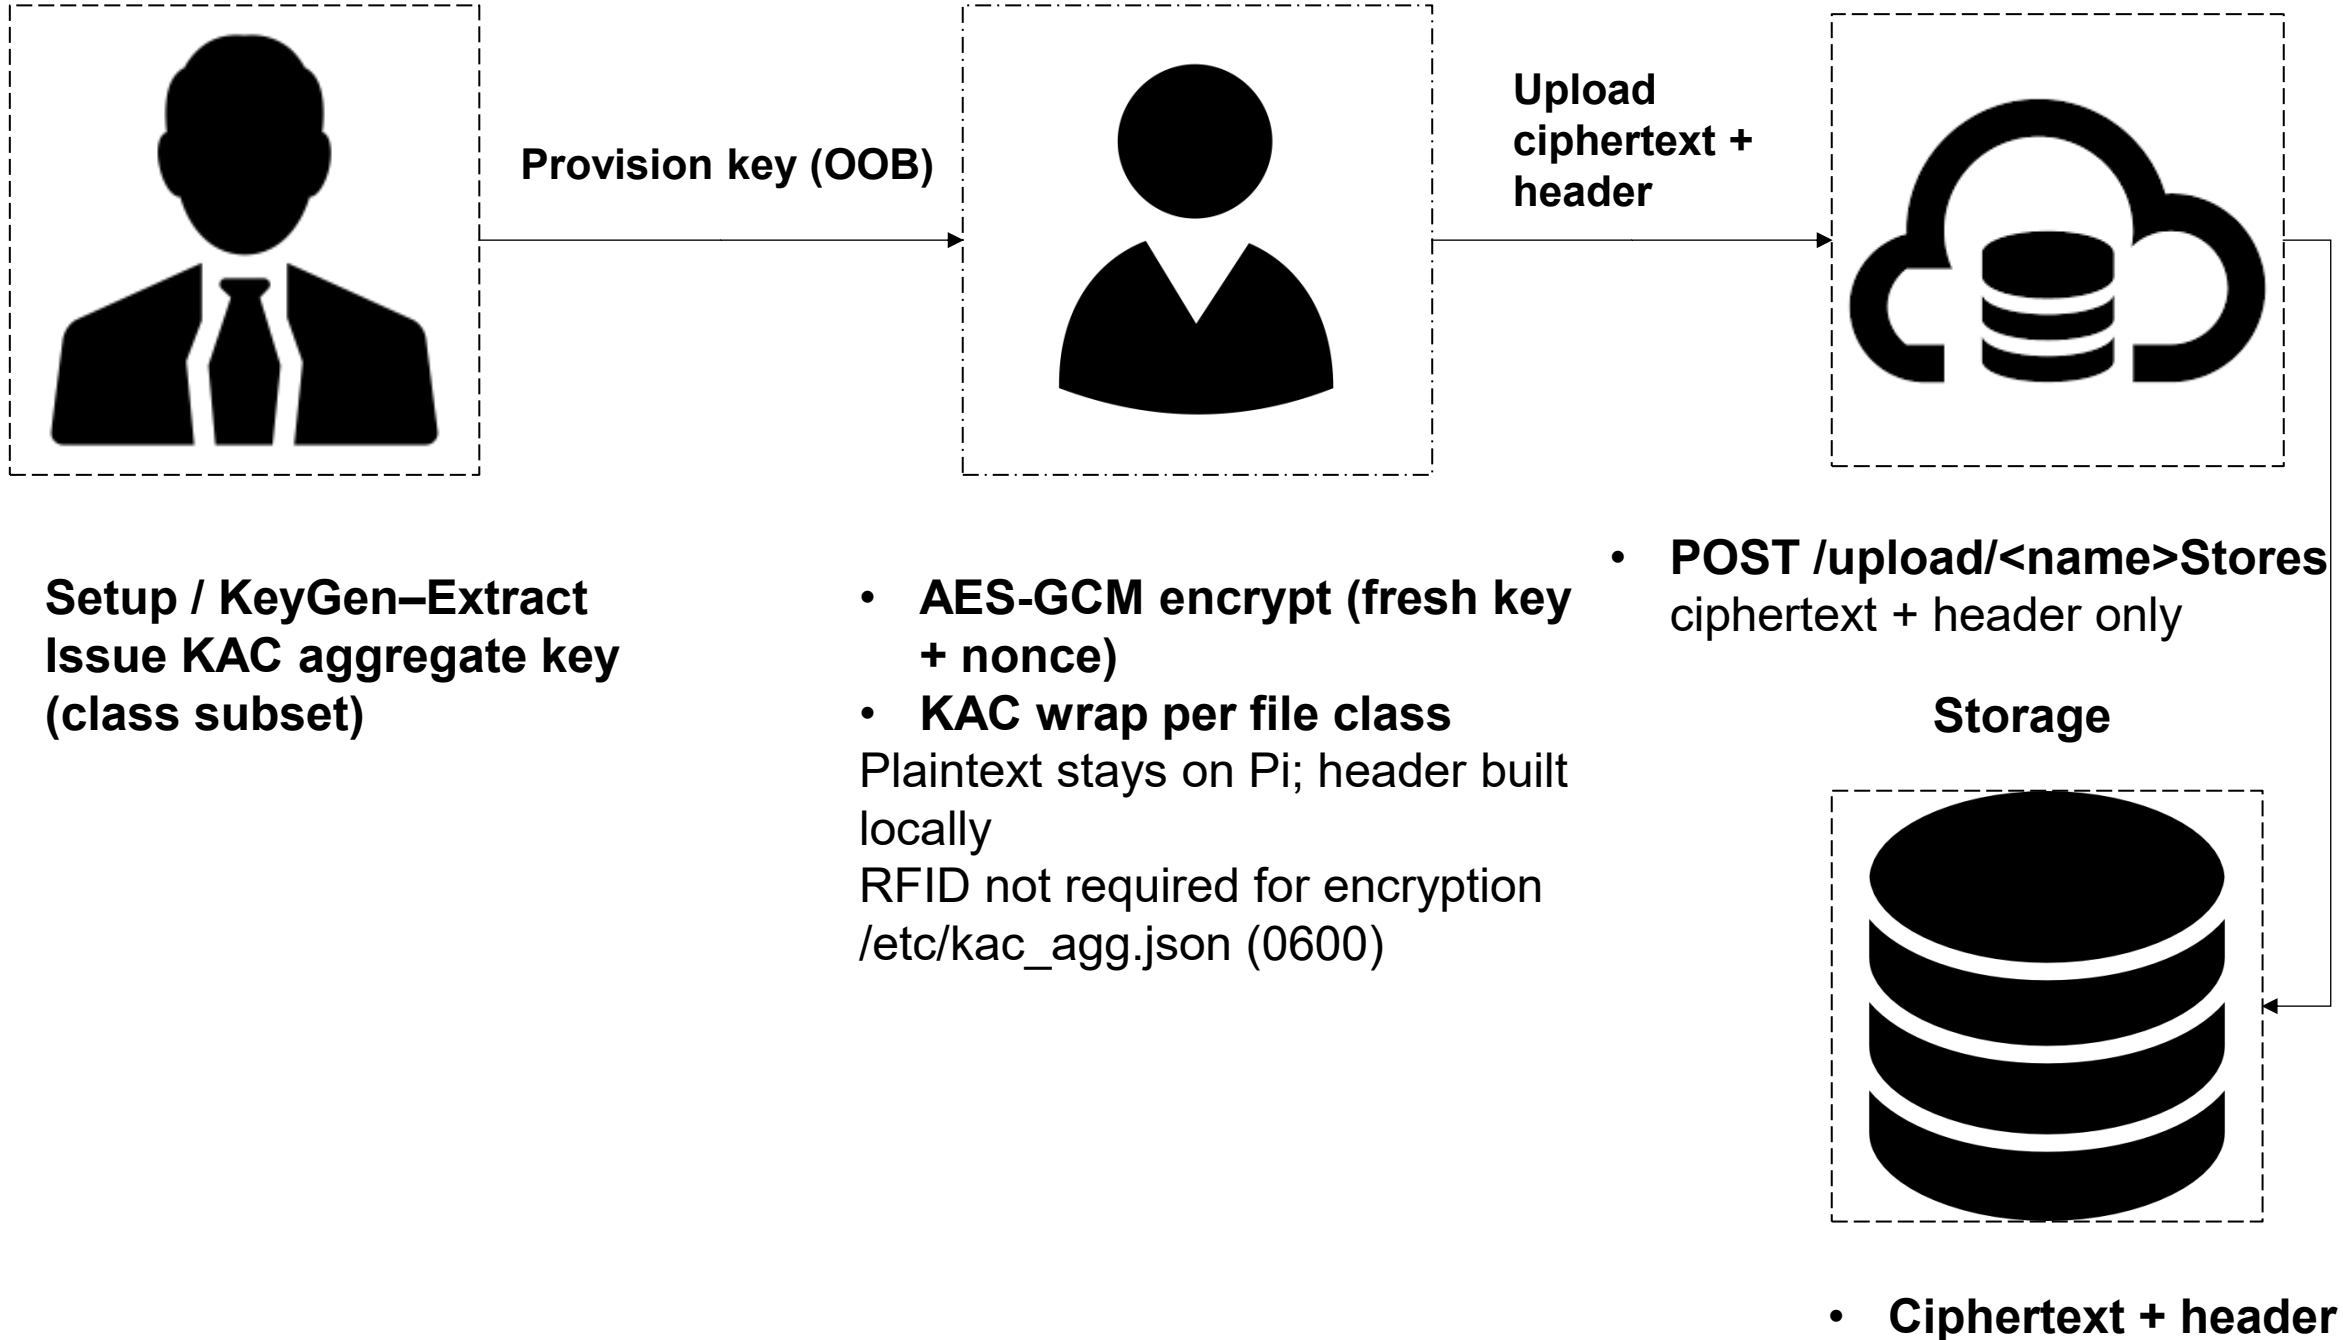 Provision key (OOB)
Upload
ciphertext +
header
Setup / KeyGen–Extract
Issue KAC aggregate key
(class subset)
• AES-GCM encrypt (fresh key
+ nonce)
• KAC wrap per file class
Plaintext stays on Pi; header built
locally
RFID not required for encryption
/etc/kac_agg.json (0600)
• POST /upload/<name>Stores
ciphertext + header only
Storage
• Ciphertext + header